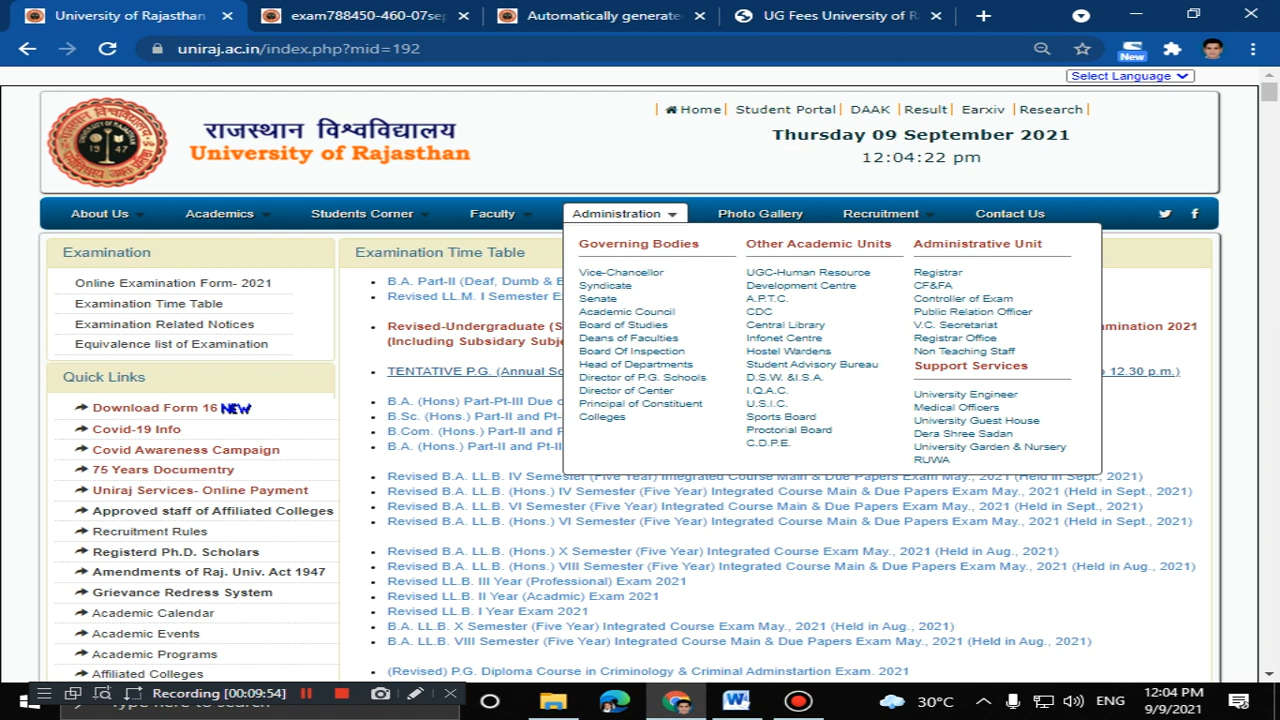 University of Rajasthan
exam788450-460-07sep
Automatically generate
UG Fees University of R
uniraj.ac.in/index.php?mid=192
New
Select Language
राजस्थान विश्वविद्यालय
University of Rajasthan
Home | Student Portal | DAAK | Result | Earxiv | Research
Thursday 09 September 2021
12:04:22 pm
About Us Academics Students Corner Faculty Administration Photo Gallery Recruitment Contact Us
Examination
Online Examination Form- 2021
Examination Time Table
Examination Related Notices
Equivalence list of Examination
Quick Links
Download Form 16 NEW
Covid-19 Info
Covid Awareness Campaign
75 Years Documentry
Uniraj Services- Online Payment
Approved staff of Affiliated Colleges
Recruitment Rules
Registerd Ph.D. Scholars
Amendments of Raj. Univ. Act 1947
Grievance Redress System
Academic Calendar
Academic Events
Academic Programs
Affiliated Colleges
Governing Bodies
Vice-Chancellor
Syndicate
Senate
Academic Council
Board of Studies
Deans of Faculties
Board Of Inspection
Head of Departments
Director of P.G. Schools
Director of Center
Principal of Constituent
Colleges
Other Academic Units
UGC-Human Resource
Development Centre
A.P.T.C.
CDC
Central Library
Infonet Centre
Hostel Wardens
Student Advisory Bureau
D.S.W. &I.S.A.
I.Q.A.C.
U.S.I.C.
Sports Board
Proctorial Board
C.D.P.E.
Administrative Unit
Registrar
CF&FA
Controller of Exam
Public Relation Officer
V.C. Secretariat
Registrar Office
Non Teaching Staff
Support Services
University Engineer
Medical Officers
University Guest House
Dera Shree Sadan
University Garden & Nursery
RUWA
Examination Time Table
B.A. Part-II (Deaf, Dumb &
Revised LL.M. I Semester
Revised-Undergraduate (S amination 2021
(Including Subsidary Subje
TENTATIVE P.G. (Annual Sc o 12.30 p.m.)
B.A. (Hons) Part-Pt-III Due
B.Sc. (Hons.) Part-II and Pt-
B.Com. (Hons.) Part-II and
B.A. (Hons.) Part-II and Pt-II
Revised B.A. LL.B. IV Semester (Five Year) Integrated Course Main & Due Papers Exam May., 2021 (Held in Sept., 2021)
Revised B.A. LL.B. (Hons.) IV Semester (Five Year) Integrated Course Main & Due Papers Exam May., 2021 (Held in Sept., 2021)
Revised B.A. LL.B. VI Semester (Five Year) Integrated Course Main & Due Papers Exam May., 2021 (Held in Sept., 2021)
Revised B.A. LL.B. (Hons.) VI Semester (Five Year) Integrated Course Main & Due Papers Exam May., 2021 (Held in Sept., 2021)
Revised B.A. LL.B. (Hons.) X Semester (Five Year) Integrated Course Exam May., 2021 (Held in Aug., 2021)
Revised B.A. LL.B. (Hons.) VIII Semester (Five Year) Integrated Course Main & Due Papers Exam May., 2021 (Held in Aug., 2021)
Revised LL.B. III Year (Professional) Exam 2021
Revised LL.B. II Year (Acadmic) Exam 2021
Revised LL.B. I Year Exam 2021
B.A. LL.B. X Semester (Five Year) Integrated Course Exam May., 2021 (Held in Aug., 2021)
B.A. LL.B. VIII Semester (Five Year) Integrated Course Main & Due Papers Exam May., 2021 (Held in Aug., 2021)
(Revised) P.G. Diploma Course in Criminology & Criminal Adminstartion Exam. 2021
Recording [00:09:54]
30°C ENG 12:04 PM
9/9/2021